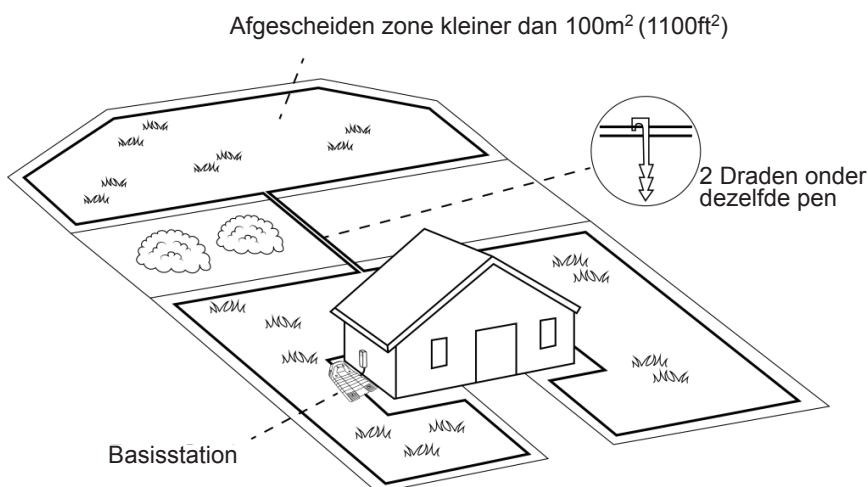 Afgescheiden zone kleiner dan 100m² (1100ft²)
2 Draden onder
dezelfde pen
Basisstation